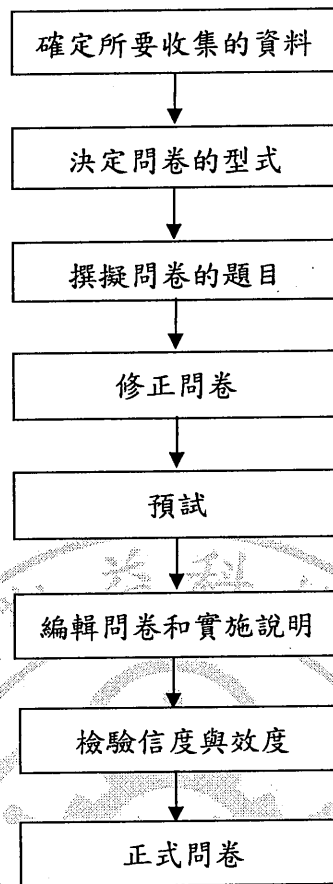 確定所要收集的資料
決定問卷的型式
撰擬問卷的題目
修正問卷
預試
編輯問卷和實施說明
檢驗信度與效度
正式問卷